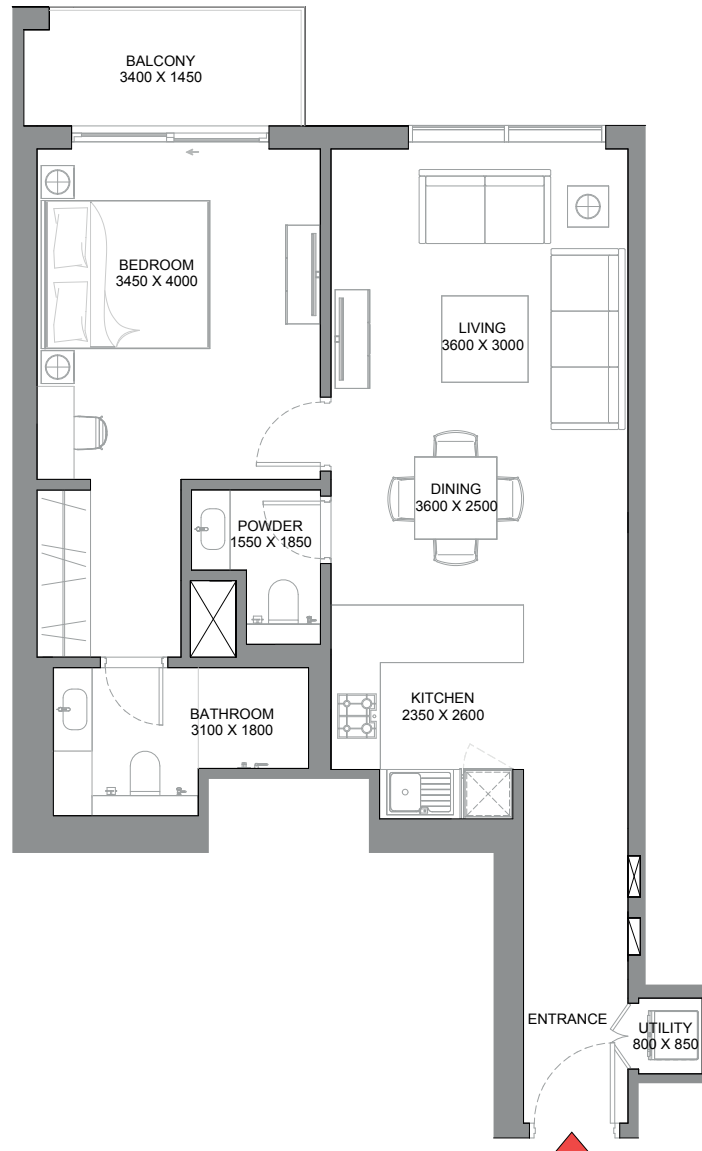 BALCONY
3400 X 1450
BEDROOM
3450 X 4000
LIVING
3600 X 3000
DINING
3600 X 2500
POWDER
1550 X 1850
KITCHEN
2350 X 2600
BATHROOM
3100 X 1800
ENTRANCE
UTILITY
800 X 850